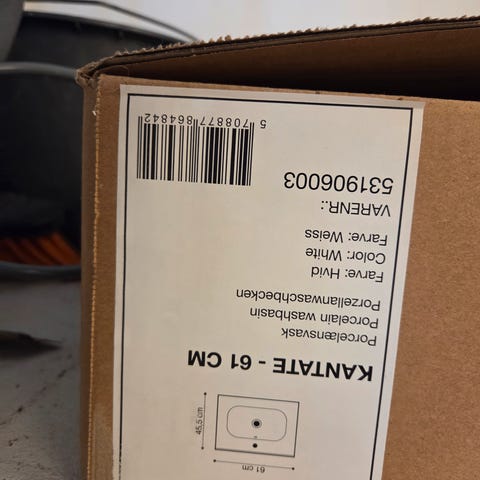 61 cm
45,5 cm
KANTATE - 61 CM
Porcelænsvask
Porcelain washbasin
Porzellanwaschbecken
Farve: Hvid
Color: White
Farve: Weiss
VARENR.:
531906003
5 708877 864842